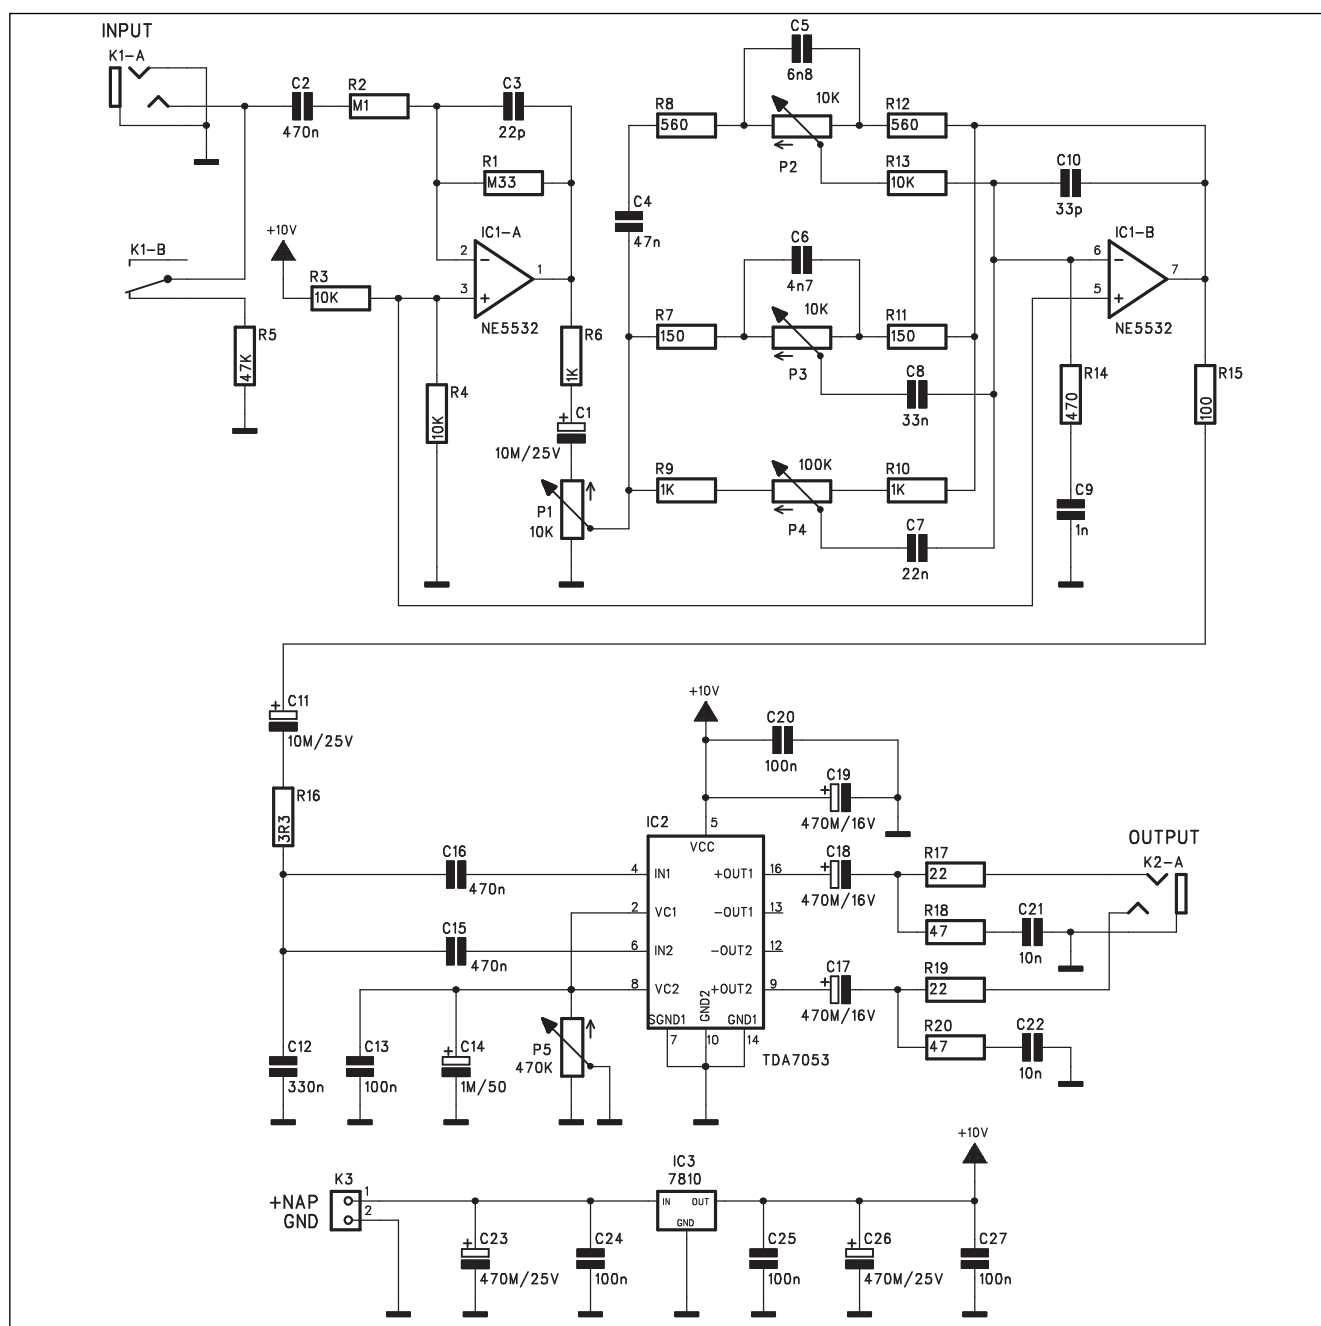 INPUT
K1-A
C2
470n
R2
M1
C3
22p
R1
M33
C5
6n8
R8
560
10K
P2
R12
560
R13
10K
C10
33p
C4
47n
K1-B
+10V
R3
10K
IC1-A
2
3
1
NE5532
C6
4n7
10K
R7
150
P3
R11
150
IC1-B
6
5
7
NE5532
R5
47K
R4
10K
R6
1K
C1
10M/25V
P1
10K
C8
33n
R14
470
R15
100
R9
1K
100K
P4
R10
1K
C7
22n
C9
1n
C11
10M/25V
R16
3R3
+10V
C20
100n
C19
470M/16V
IC2
5
VCC
C16
470n
4
IN1
+OUT1
16
C18
470M/16V
R17
22
OUTPUT
K2-A
2
VC1
-OUT1
13
R18
47
C21
10n
C15
470n
6
IN2
-OUT2
12
8
VC2
+OUT2
9
C17
470M/16V
R19
22
SGND1
GND2
GND1
7
10
14
TDA7053
R20
47
C22
10n
C12
330n
C13
100n
C14
1M/50
P5
470K
+10V
K3
+NAP
GND
1
2
IC3
7810
IN
OUT
GND
C23
470M/25V
C24
100n
C25
100n
C26
470M/25V
C27
100n